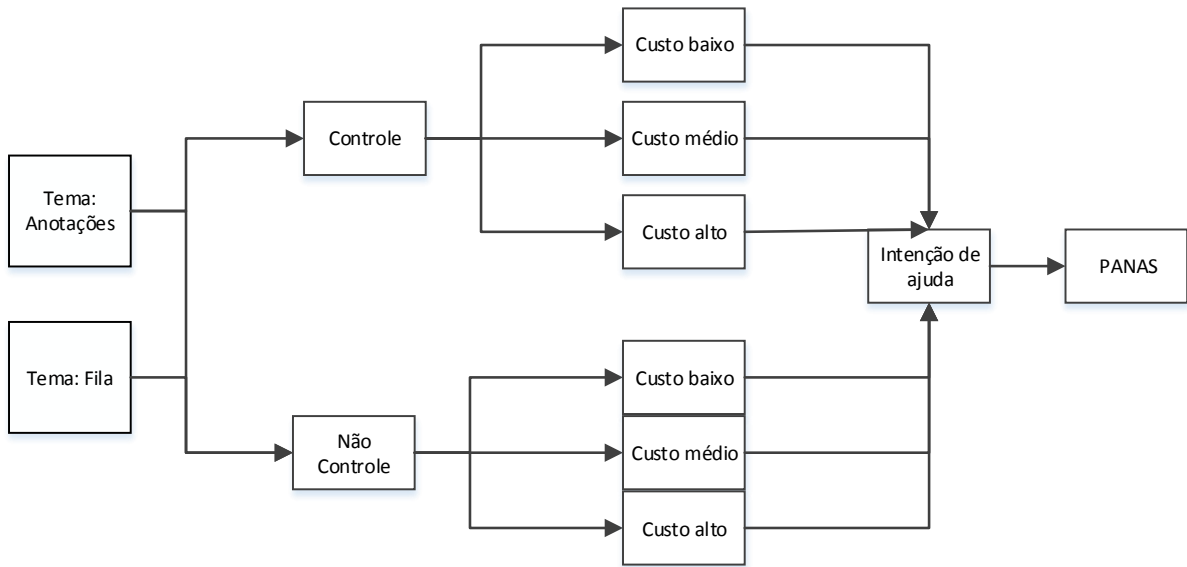 Tema:
Anotações
Tema: Fila
Controle
Não
Controle
Custo baixo
Custo médio
Custo alto
Custo baixo
Custo médio
Custo alto
Intenção de
ajuda
PANAS